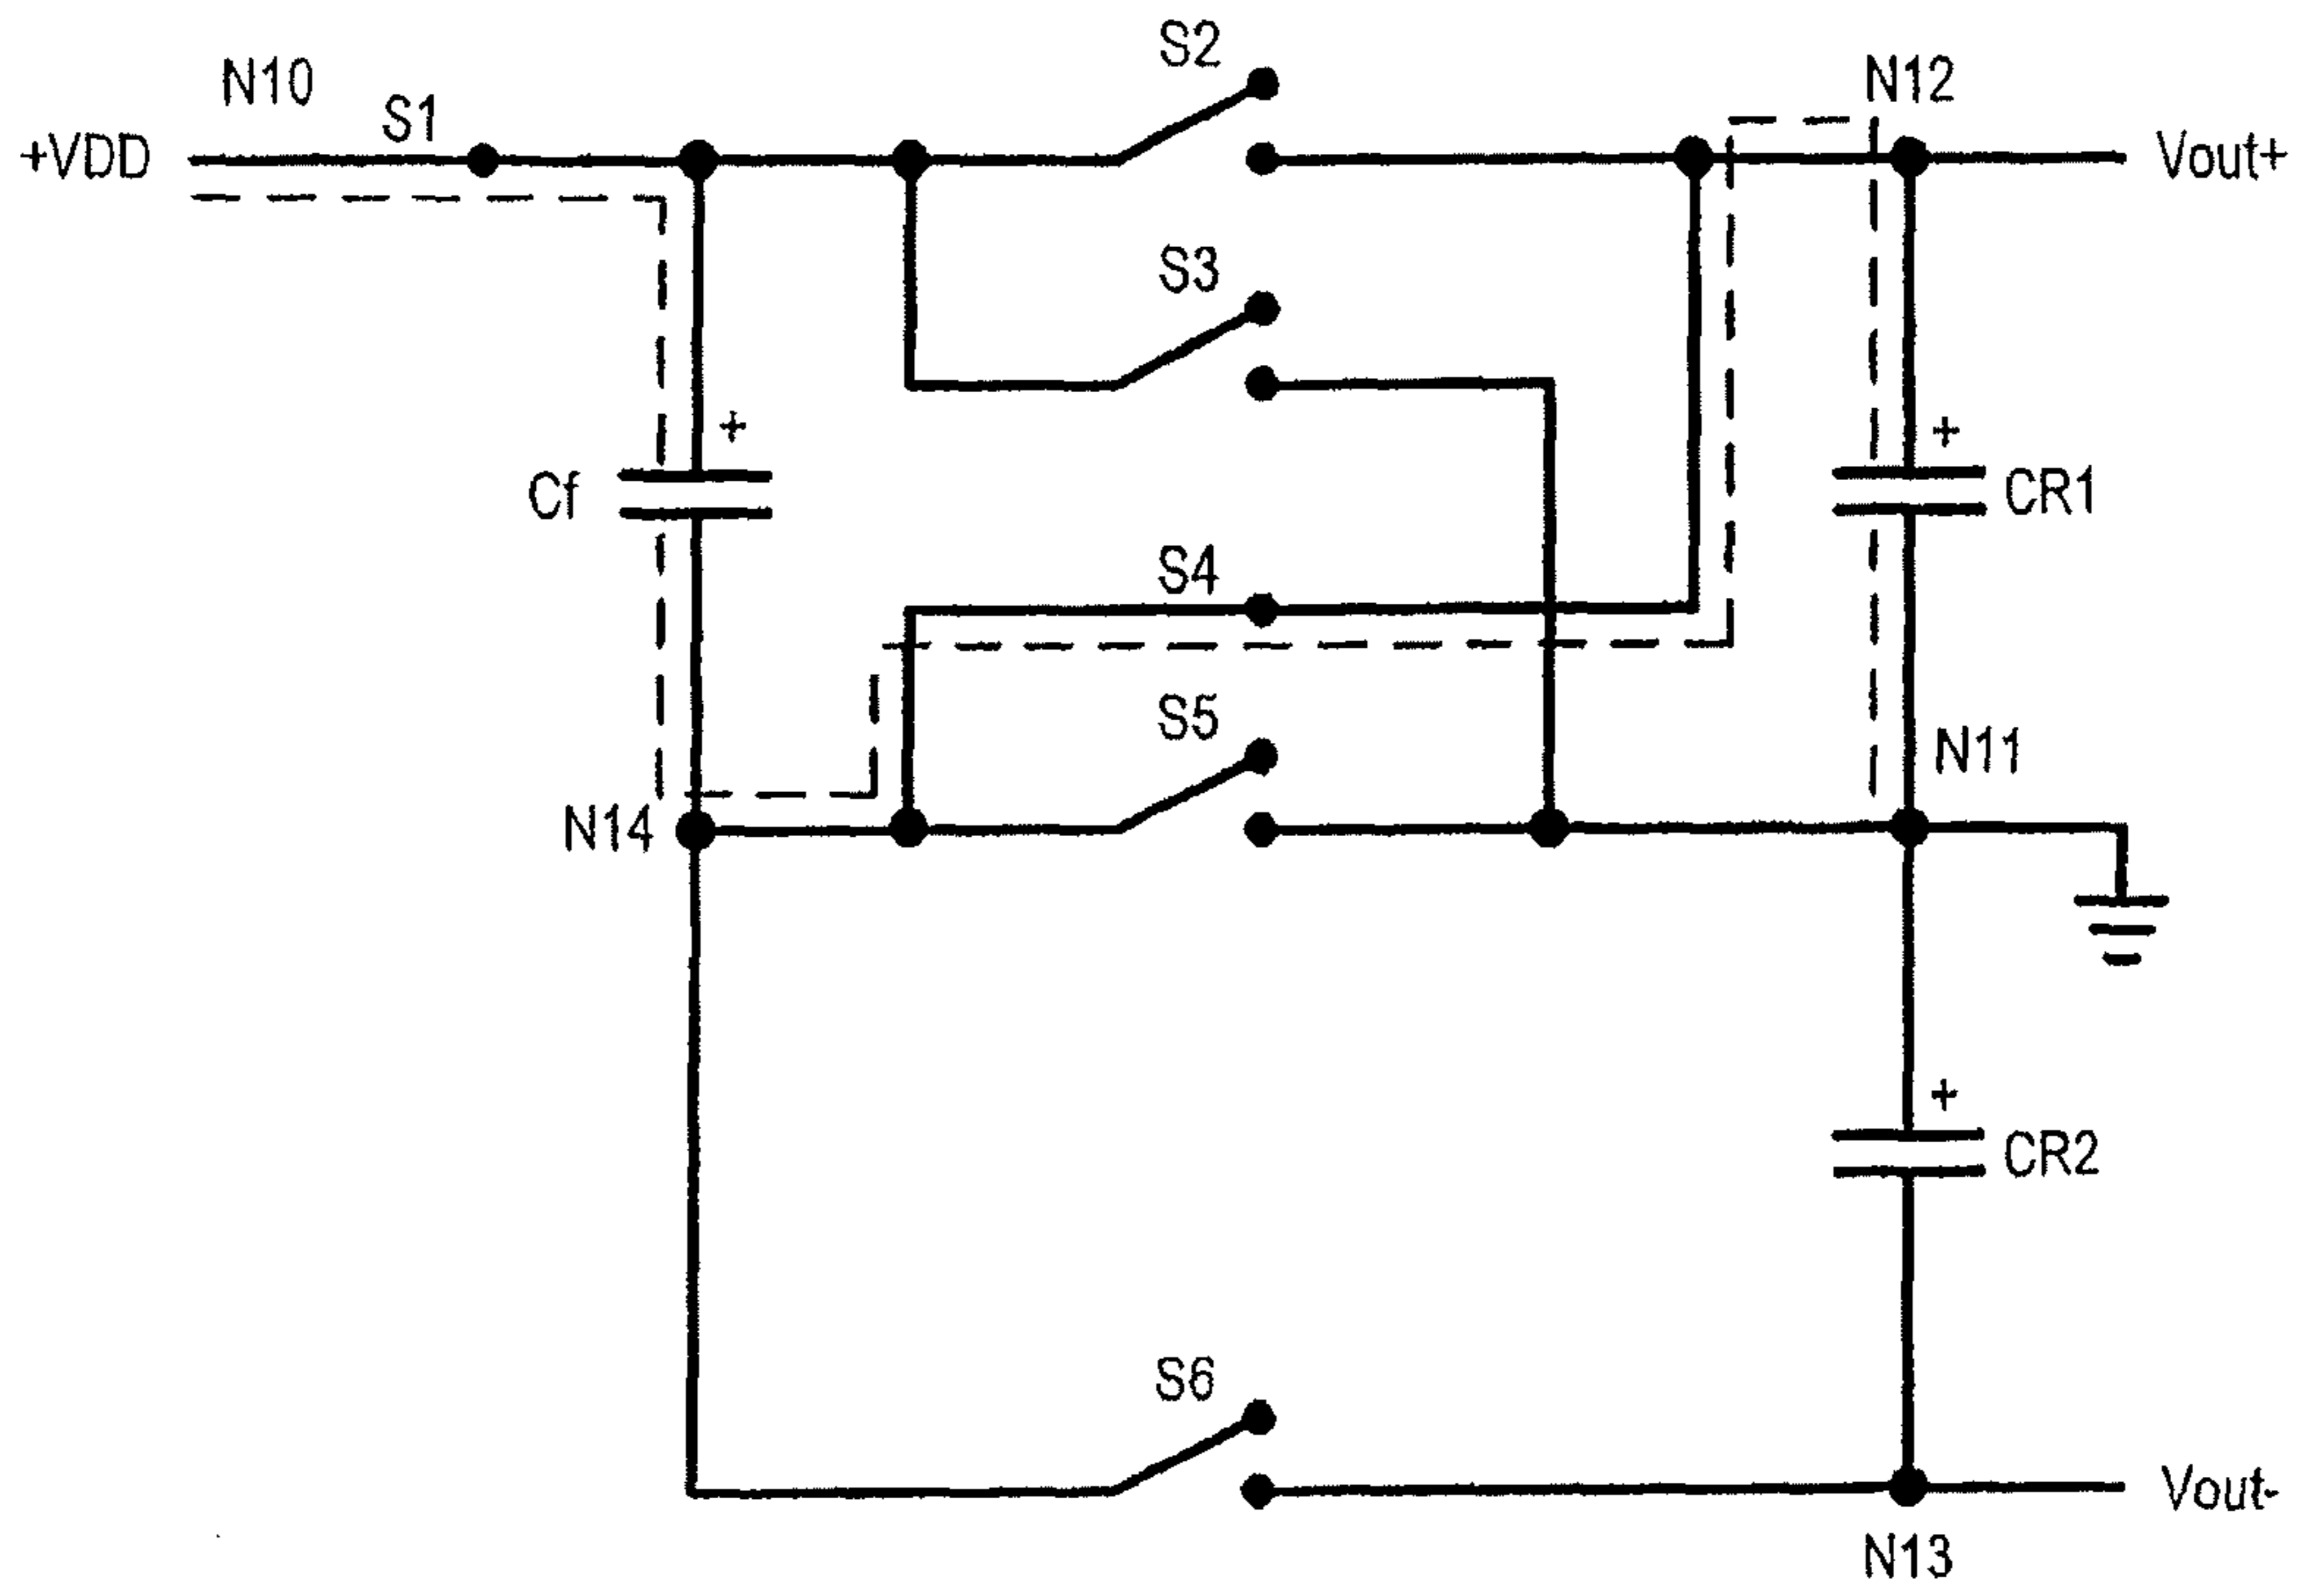 S2
N10
N12
S1
+VDD
Vout+
S3
+
+
Cf
CR1
S4
S5
N11
N14
+
CR2
S6
Vout-
N13